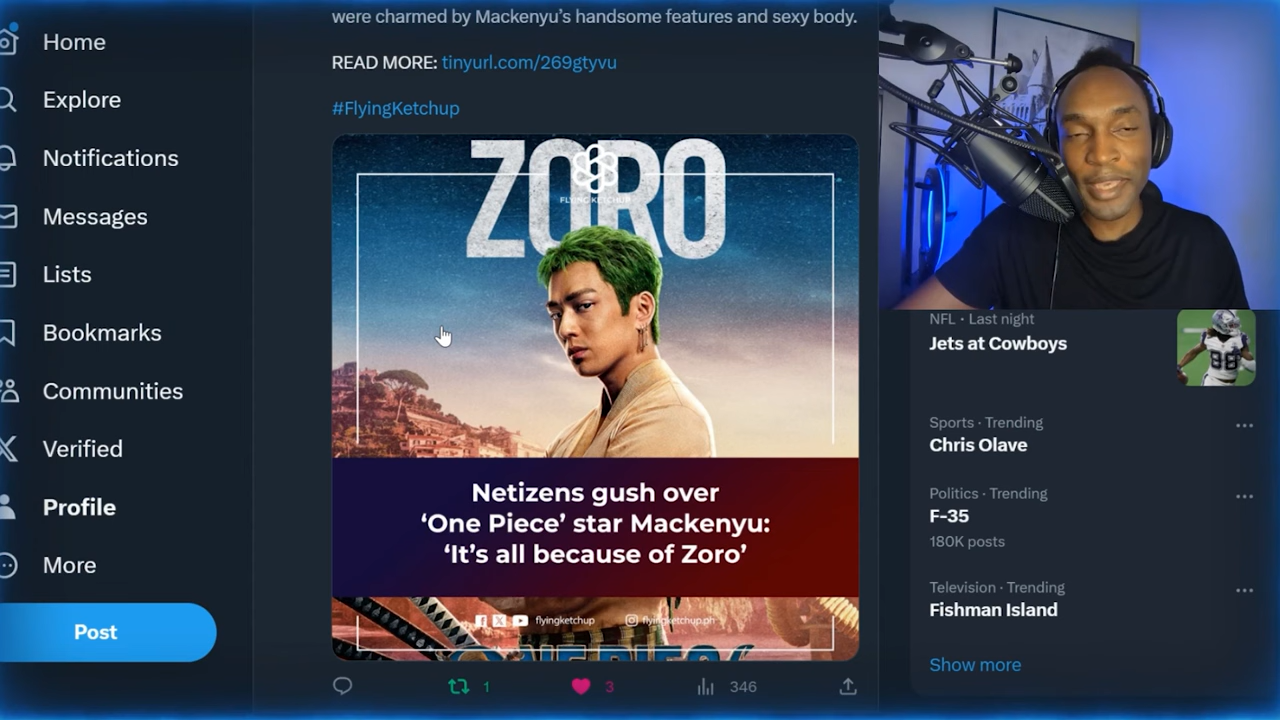 were charmed by Mackenyu's handsome features and sexy body.
READ MORE: tinyurl.com/269gtyvu
#FlyingKetchup
ZORO
FLYING KETCHUP
Netizens gush over
'One Piece' star Mackenyu:
'It's all because of Zoro'
flyingketchup
flyingketchup.ph
ONE PIECE
1
3
346
Home
Explore
Notifications
Messages
Lists
Bookmarks
Communities
Verified
Profile
More
Post
NFL · Last night
Jets at Cowboys
88
Sports · Trending
Chris Olave
Politics · Trending
F-35
180K posts
Television · Trending
Fishman Island
Show more